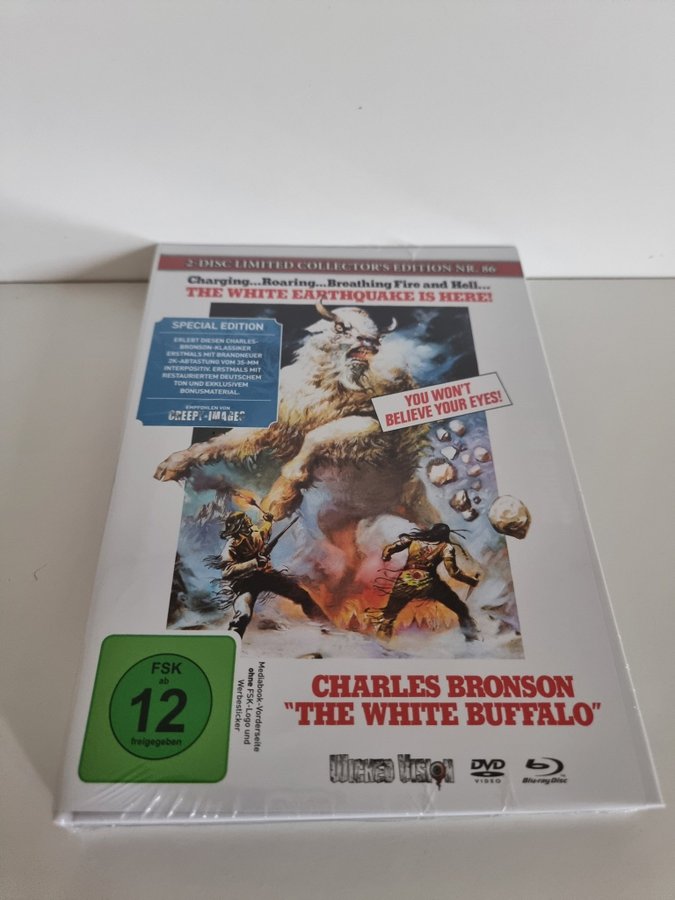 2-DISC LIMITED COLLECTOR'S EDITION NR. 86
Charging...Roaring...Breathing Fire and Hell...
THE WHITE EARTHQUAKE IS HERE!
SPECIAL EDITION
ERLEBT DIESEN CHARLES-
BRONSON-KLASSIKER
ERSTMALS MIT BRANDNEUER
2K-ABTASTUNG VOM 35-MM
INTERPOSITIV. ERSTMALS MIT
RESTAURIERTEM DEUTSCHEM
TON UND EXKLUSIVEM
BONUSMATERIAL.
EMPFOHLEN VON
CREEPY-IMAGES
YOU WON'T
BELIEVE YOUR EYES!
FSK
ab
12
freigegeben
Mediabook-Vorderseite
ohne FSK-Logo und
Werbesticker
CHARLES BRONSON
"THE WHITE BUFFALO"
WICKED VISION
DVD
VIDEO
Blu-ray Disc